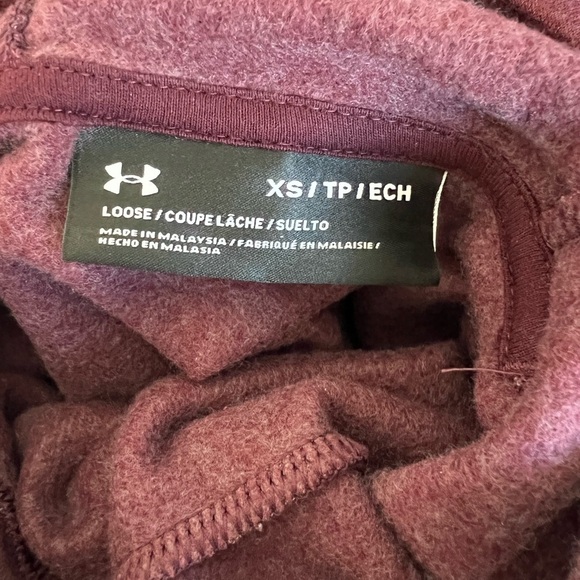 XS / TP / ECH
LOOSE / COUPE LÂCHE / SUELTO
MADE IN MALAYSIA / FABRIQUÉ EN MALAISIE /
HECHO EN MALASIA